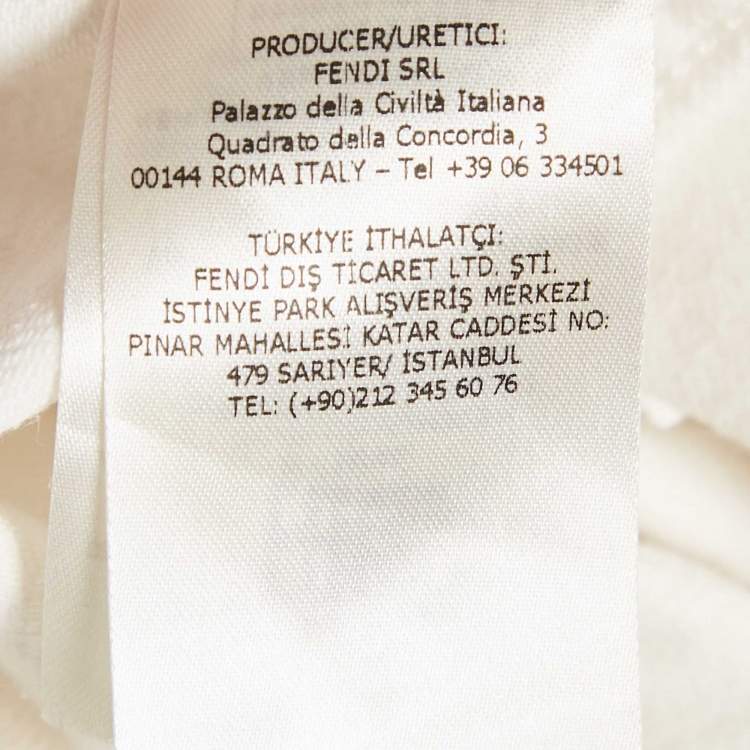 PRODUCER/URETICI:
FENDI SRL
Palazzo della Civiltà Italiana
Quadrato della Concordia, 3
00144 ROMA ITALY - Tel +39 06 334501
TÜRKİYE İTHALATÇI:
FENDİ DIŞ TİCARET LTD. ŞTİ.
İSTİNYE PARK ALIŞVERİŞ MERKEZİ
PINAR MAHALLESİ KATAR CADDESİ NO:
479 SARIYER/ İSTANBUL
TEL: (+90)212 345 60 76